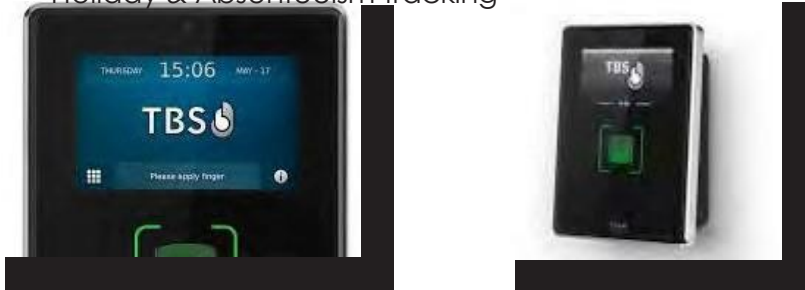 Holiday & Absenteeism Tracking
THURSDAY 15:06 MAY - 17
TBS
Please apply finger
i
TBS